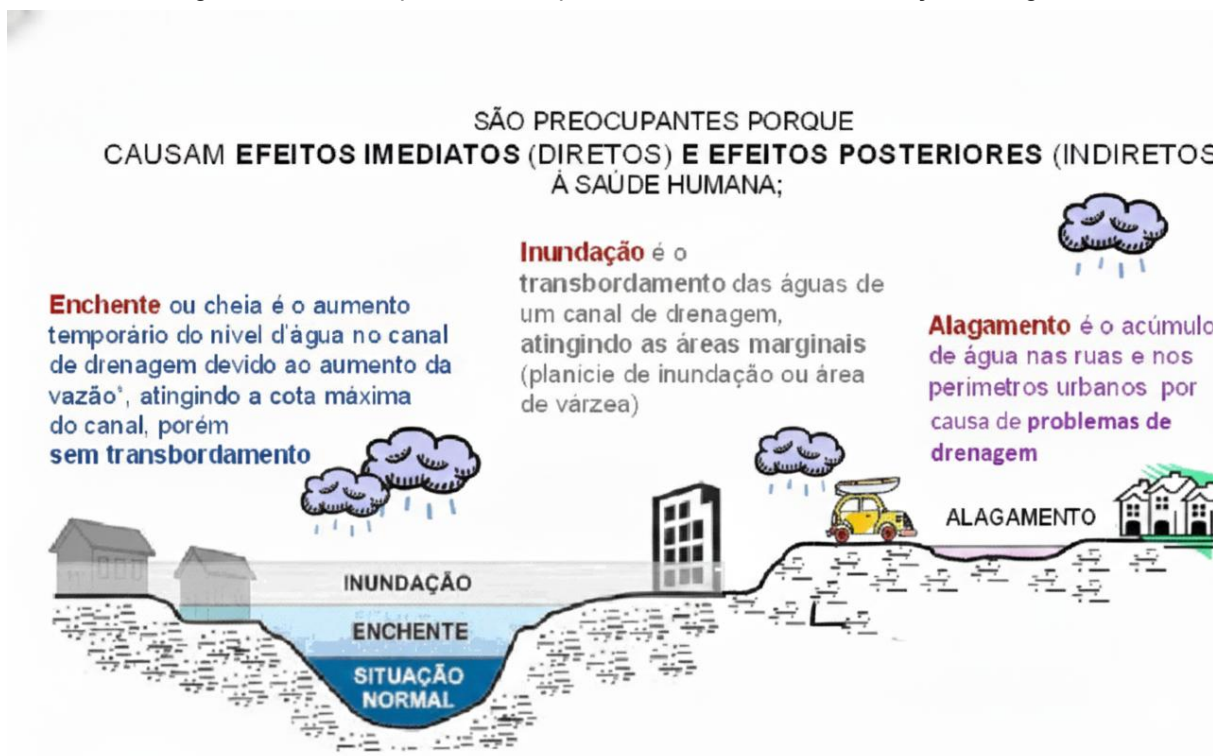 SÃO PREOCUPANTES PORQUE
CAUSAM EFEITOS IMEDIATOS (DIRETOS) E EFEITOS POSTERIORES (INDIRETOS
À SAÚDE HUMANA;
Enchente ou cheia é o aumento
temporário do nível d'água no canal
de drenagem devido ao aumento da
vazão*, atingindo a cota máxima
do canal, porém
sem transbordamento
Inundação é o
transbordamento das águas de
um canal de drenagem,
atingindo as áreas marginais
(planície de inundação ou área
de várzea)
Alagamento é o acúmulo
de água nas ruas e nos
perímetros urbanos por
causa de problemas de
drenagem
ALAGAMENTO
INUNDAÇÃO
ENCHENTE
SITUAÇÃO
NORMAL